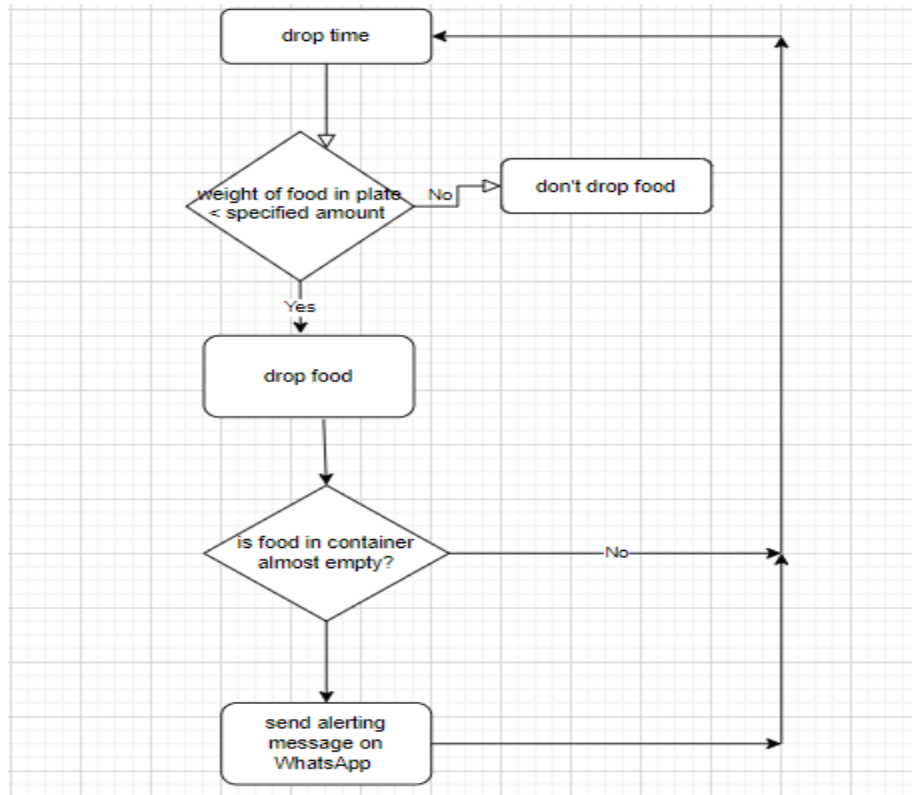 drop time
weight of food in plate
< specified amount
No
don't drop food
Yes
drop food
is food in container
almost empty?
No
send alerting
message on
WhatsApp